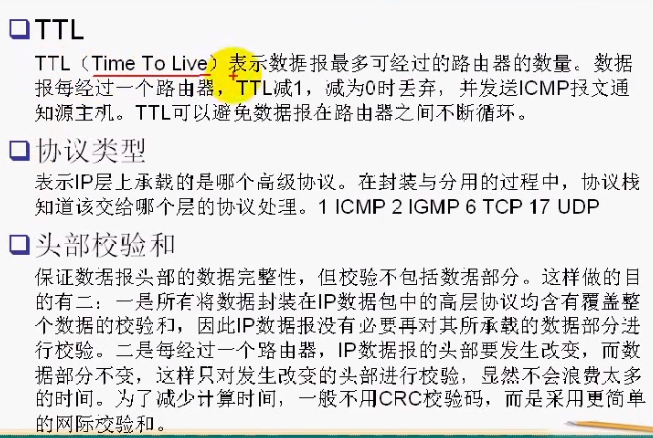 TTL
TTL（Time To Live）表示数据报最多可经过的路由器的数量。数据
报每经过一个路由器，TTL减1，减为0时丢弃，并发送ICMP报文通
知源主机。TTL可以避免数据报在路由器之间不断循环。
协议类型
表示IP层上承载的是哪个高级协议。在封装与分用的过程中，协议栈
知道该交给哪个层的协议处理。1 ICMP 2 IGMP 6 TCP 17 UDP
头部校验和
保证数据报头部的数据完整性，但校验不包括数据部分。这样做的目
的有二：一是所有将数据封装在IP数据包中的高层协议均含有覆盖整
个数据的校验和，因此IP数据报没有必要再对其所承载的数据部分进
行校验。二是每经过一个路由器，IP数据报的头部要发生改变，而数
据部分不变，这样只对发生改变的头部进行校验，显然不会浪费太多
的时间。为了减少计算时间，一般不用CRC校验码，而是采用更简单
的网际校验和。